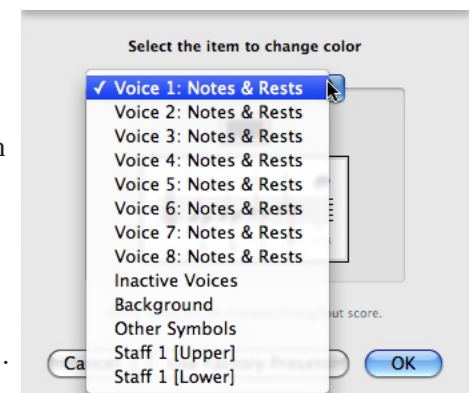 Select the item to change color
✓ Voice 1: Notes & Rests
Voice 2: Notes & Rests
Voice 3: Notes & Rests
n
Voice 4: Notes & Rests
Voice 5: Notes & Rests
Voice 6: Notes & Rests
Voice 7: Notes & Rests
Voice 8: Notes & Rests
Inactive Voices
Background
Other Symbols
out score.
Staff 1 [Upper]
.
Staff 1 [Lower]
Ca
OK